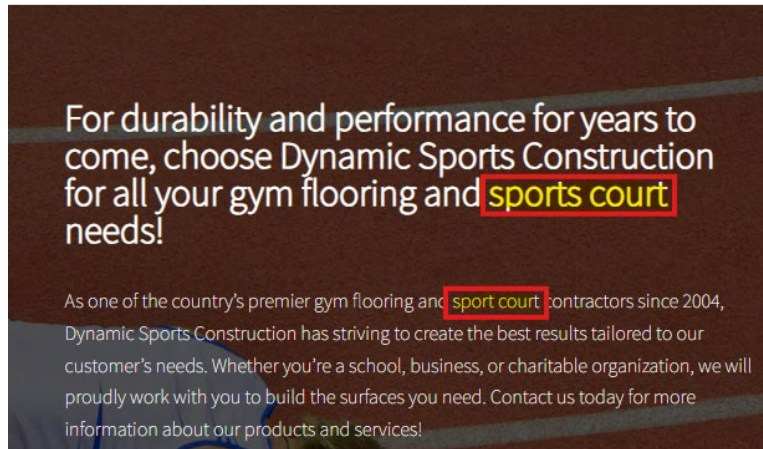 For durability and performance for years to
come, choose Dynamic Sports Construction
for all your gym flooring and sports court
needs!
As one of the country's premier gym flooring and sport court contractors since 2004,
Dynamic Sports Construction has striving to create the best results tailored to our
customer's needs. Whether you're a school, business, or charitable organization, we will
proudly work with you to build the surfaces you need. Contact us today for more
information about our products and services!